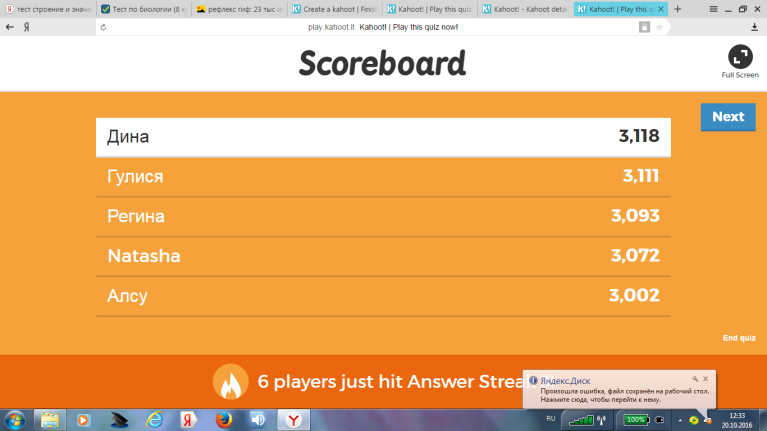 тест строение и значе
Тест по биологии (8 к
рефлекс гиф: 23 тыс и
Create a kahoot | Finish
Kahoot! | Play this quiz
Kahoot! - Kahoot detai
Kahoot! | Play this q
play.kahoot.it Kahoot! | Play this quiz now!
Scoreboard
Full Screen
Next
Дина 3,118
Гулися 3,111
Регина 3,093
Natasha 3,072
Алсу 3,002
End quiz
6 players just hit Answer Strea
Яндекс.Диск
Произошла ошибка, файл сохранён на рабочий стол.
Нажмите сюда, чтобы перейти к нему.
RU
100%
12:33
20.10.2016